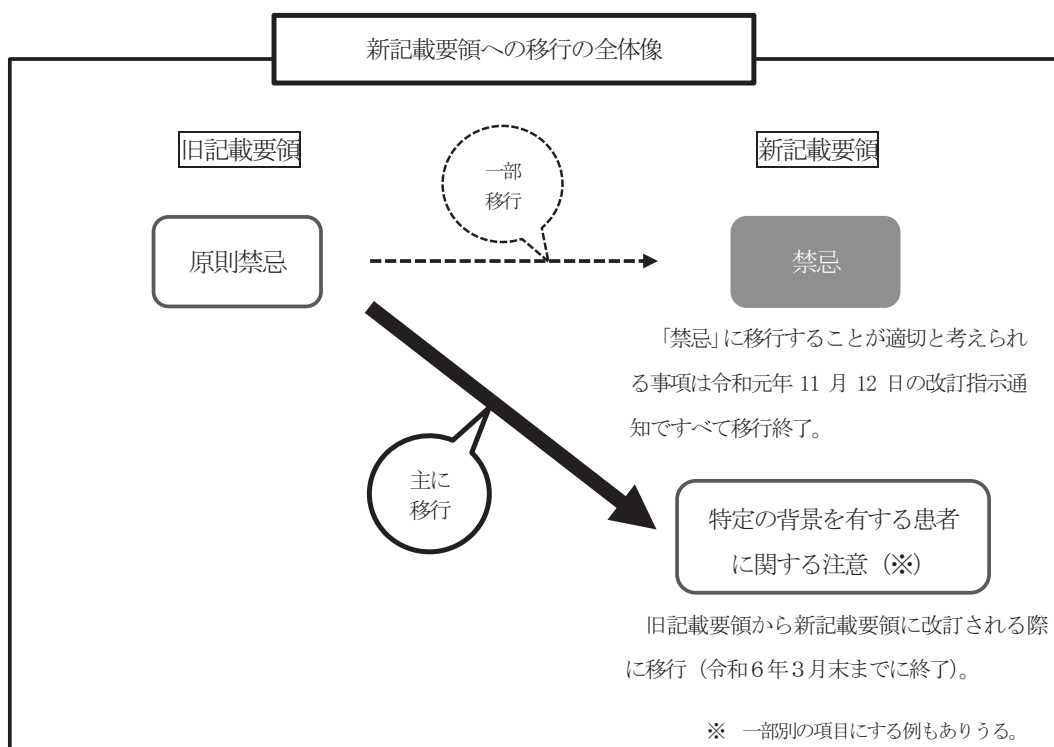 新記載要領への移行の全体像
旧記載要領
新記載要領
一部
移行
原則禁忌
禁忌
「禁忌」に移行することが適切と考えられ
る事項は令和元年 11 月 12 日の改訂指示通
知ですべて移行終了。
主に
移行
特定の背景を有する患者
に関する注意（※）
旧記載要領から新記載要領に改訂される際
に移行（令和６年３月末までに終了）。
※　一部別の項目にする例もありうる。